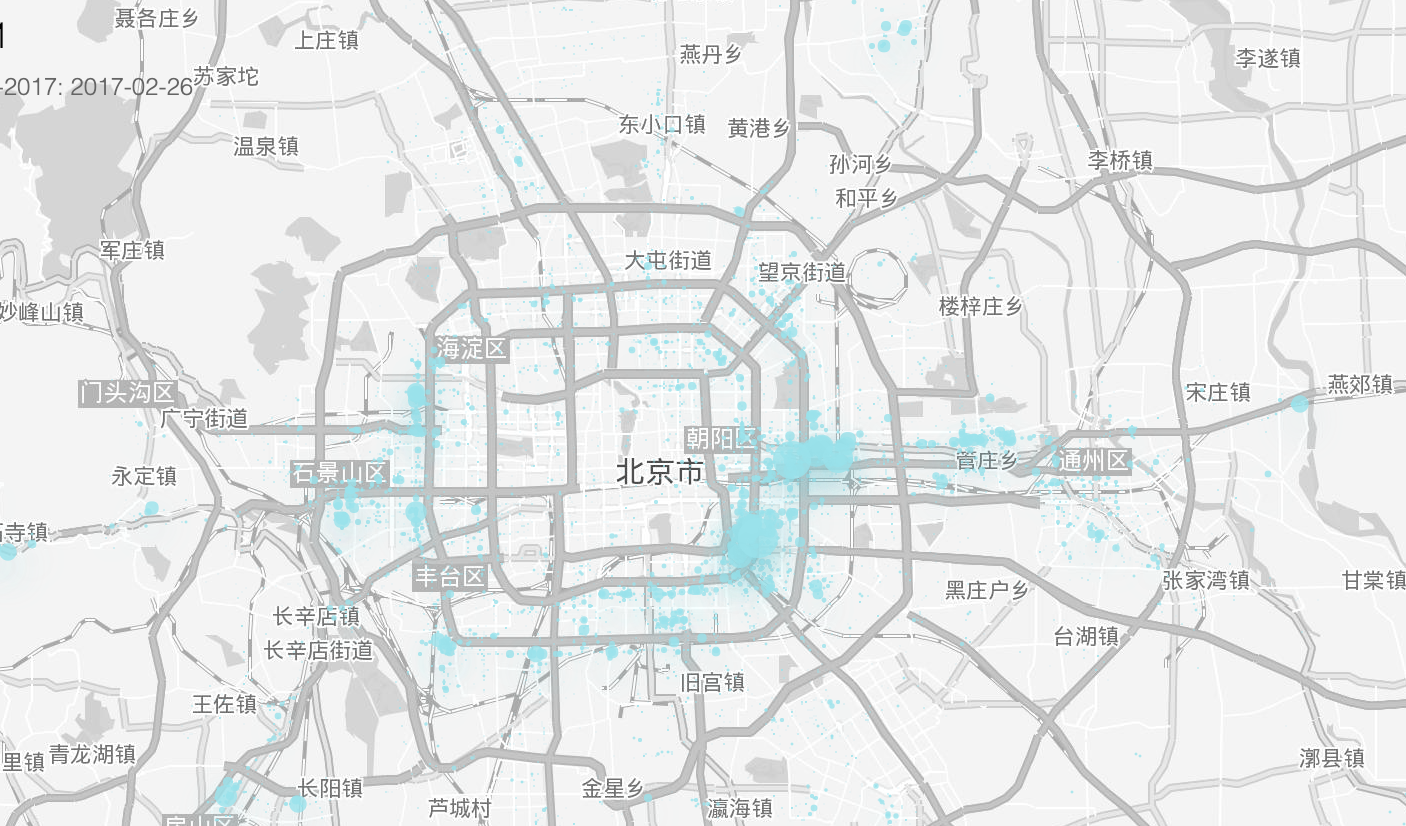 聂各庄乡
1
上庄镇
燕丹乡
李遂镇
-2017: 2017-02-26
苏家坨
东小口镇
黄港乡
温泉镇
孙河乡
李桥镇
和平乡
军庄镇
大屯街道
望京街道
妙峰山镇
楼梓庄乡
海淀区
门头沟区
广宁街道
宋庄镇
燕郊镇
朝阳区
管庄乡
通州区
石景山区
北京市
永定镇
寺镇
丰台区
张家湾镇
甘棠镇
黑庄户乡
长辛店镇
台湖镇
长辛店街道
旧宫镇
王佐镇
里镇
青龙湖镇
漷县镇
长阳镇
金星乡
芦城村
瀛海镇
房山区